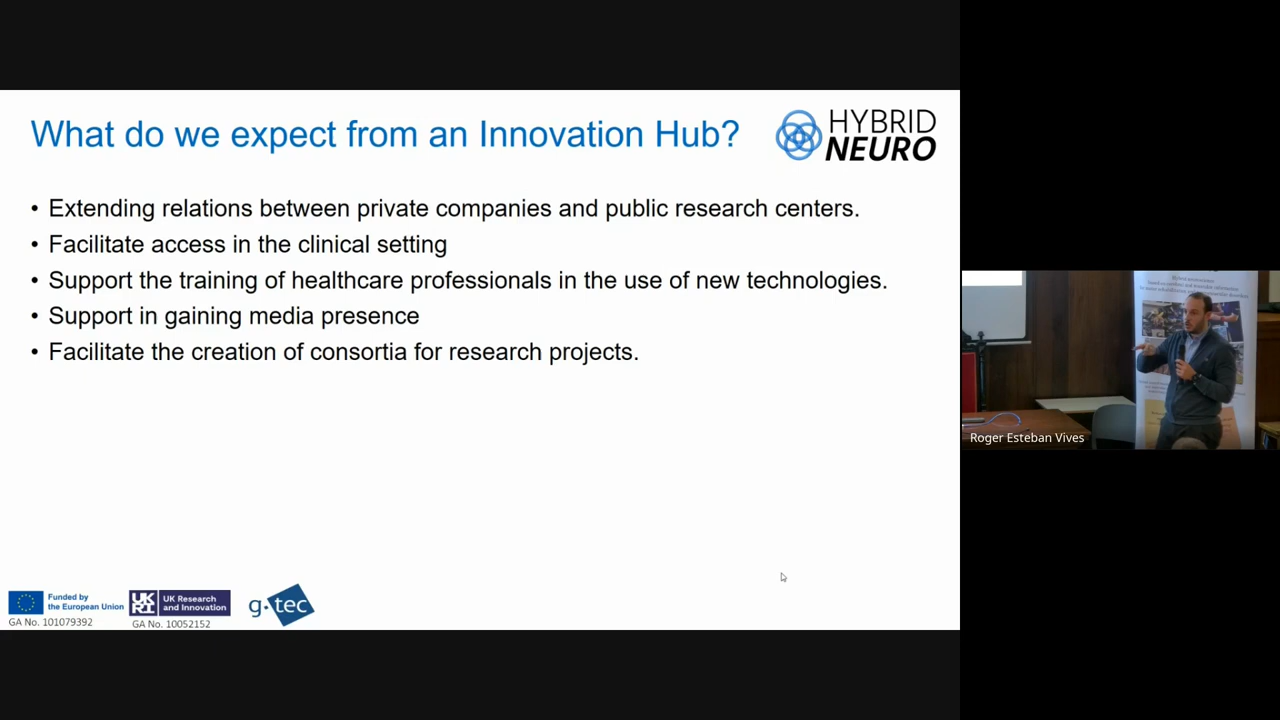 What do we expect from an Innovation Hub?
HYBRID
NEURO
• Extending relations between private companies and public research centers.
• Facilitate access in the clinical setting
• Support the training of healthcare professionals in the use of new technologies.
• Support in gaining media presence
• Facilitate the creation of consortia for research projects.
Roger Esteban Vives
Funded by
the European Union
GA No. 101079392
UKRI
UK Research
and Innovation
GA No. 10052152
g.tec